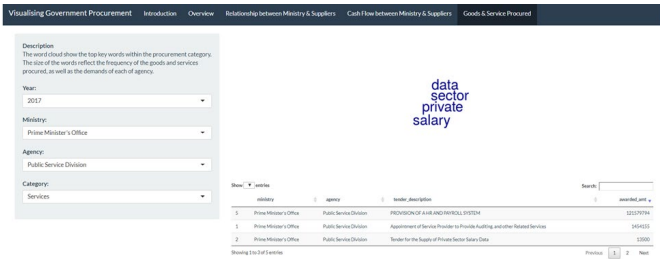 Visualising Government Procurement Introduction Overview Relationship between Ministry & Suppliers Cash Flow between Ministry & Suppliers Goods & Service Procured
Description
The word cloud show the top key words within the procurement category.
The size of the words reflect the frequency of the goods and services
procured, as well as the demands of each of agency.
Year:
2017
Ministry:
Prime Minister's Office
Agency:
Public Service Division
Category:
Services
data
sector
private
salary
Show entries
Search:
ministry agency tender_description awarded_amt
5 Prime Minister's Office Public Service Division PROVISION OF A HR AND PAYROLL SYSTEM 121579794
1 Prime Minister's Office Public Service Division Appointment of Service Provider to Provide Auditing, and other Related Services 1454555
2 Prime Minister's Office Public Service Division Tender for the Supply of Private Sector Salary Data 13500
Showing 1 to 3 of 5 entries
Previous 1 2 Next